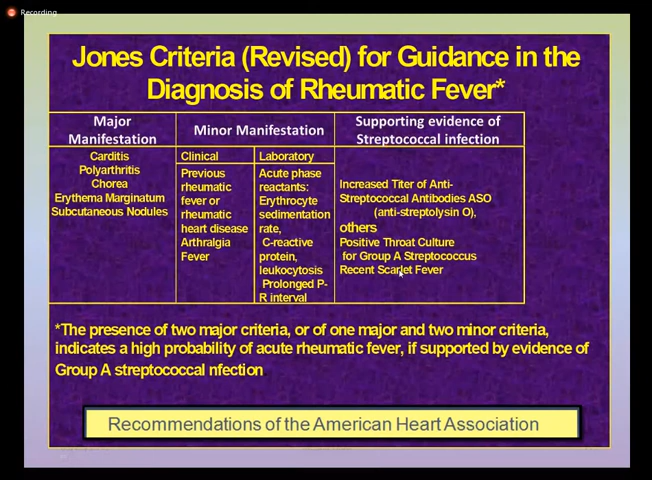 Recording
Jones Criteria (Revised) for Guidance in the
Diagnosis of Rheumatic Fever*
Major
Manifestation
Minor Manifestation
Supporting evidence of
Streptococcal infection
Carditis
Polyarthritis
Chorea
Erythema Marginatum
Subcutaneous Nodules
Clinical
Previous
rheumatic
fever or
rheumatic
heart disease
Arthralgia
Fever
Laboratory
Acute phase
reactants:
Erythrocyte
sedimentation
rate,
C-reactive
protein,
leukocytosis
Prolonged P-
R interval
Increased Titer of Anti-
Streptococcal Antibodies ASO
(anti-streptolysin O),
others
Positive Throat Culture
for Group A Streptococcus
Recent Scarlet Fever
*The presence of two major criteria, or of one major and two minor criteria,
indicates a high probability of acute rheumatic fever, if supported by evidence of
Group A streptococcal nfection
Recommendations of the American Heart Association